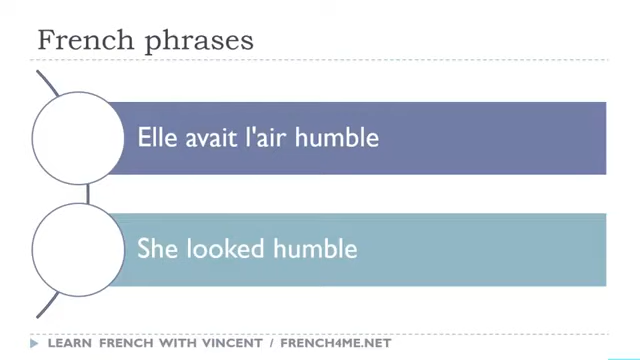 French phrases
Elle avait l'air humble
She looked humble
LEARN FRENCH WITH VINCENT / FRENCH4ME.NET